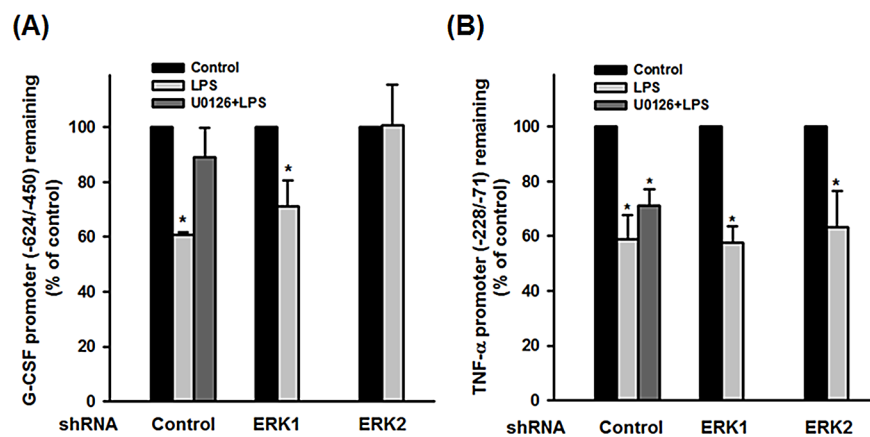 (A)
Control
LPS
U0126+LPS
G-CSF promoter (-624/-450) remaining
(% of control)
100
80
60
40
20
0
*
*
shRNA Control ERK1 ERK2
(B)
Control
LPS
U0126+LPS
TNF-α promoter (-228/-71) remaining
(% of control)
100
80
60
40
20
0
*
*
*
*
shRNA Control ERK1 ERK2